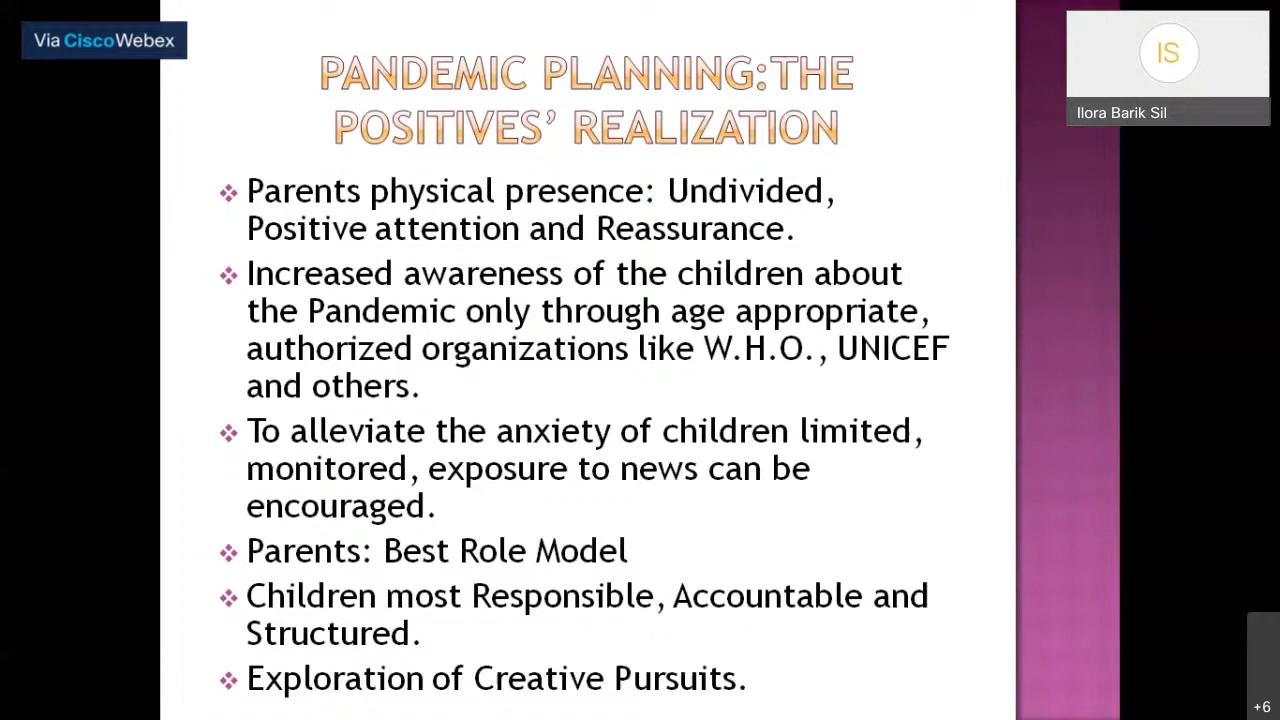 Via CiscoWebex
IS
Ilora Barik Sil
PANDEMIC PLANNING:THE
POSITIVES’ REALIZATION
Parents physical presence: Undivided,
Positive attention and Reassurance.
Increased awareness of the children about
the Pandemic only through age appropriate,
authorized organizations like W.H.O., UNICEF
and others.
To alleviate the anxiety of children limited,
monitored, exposure to news can be
encouraged.
Parents: Best Role Model
Children most Responsible, Accountable and
Structured.
Exploration of Creative Pursuits.
+6